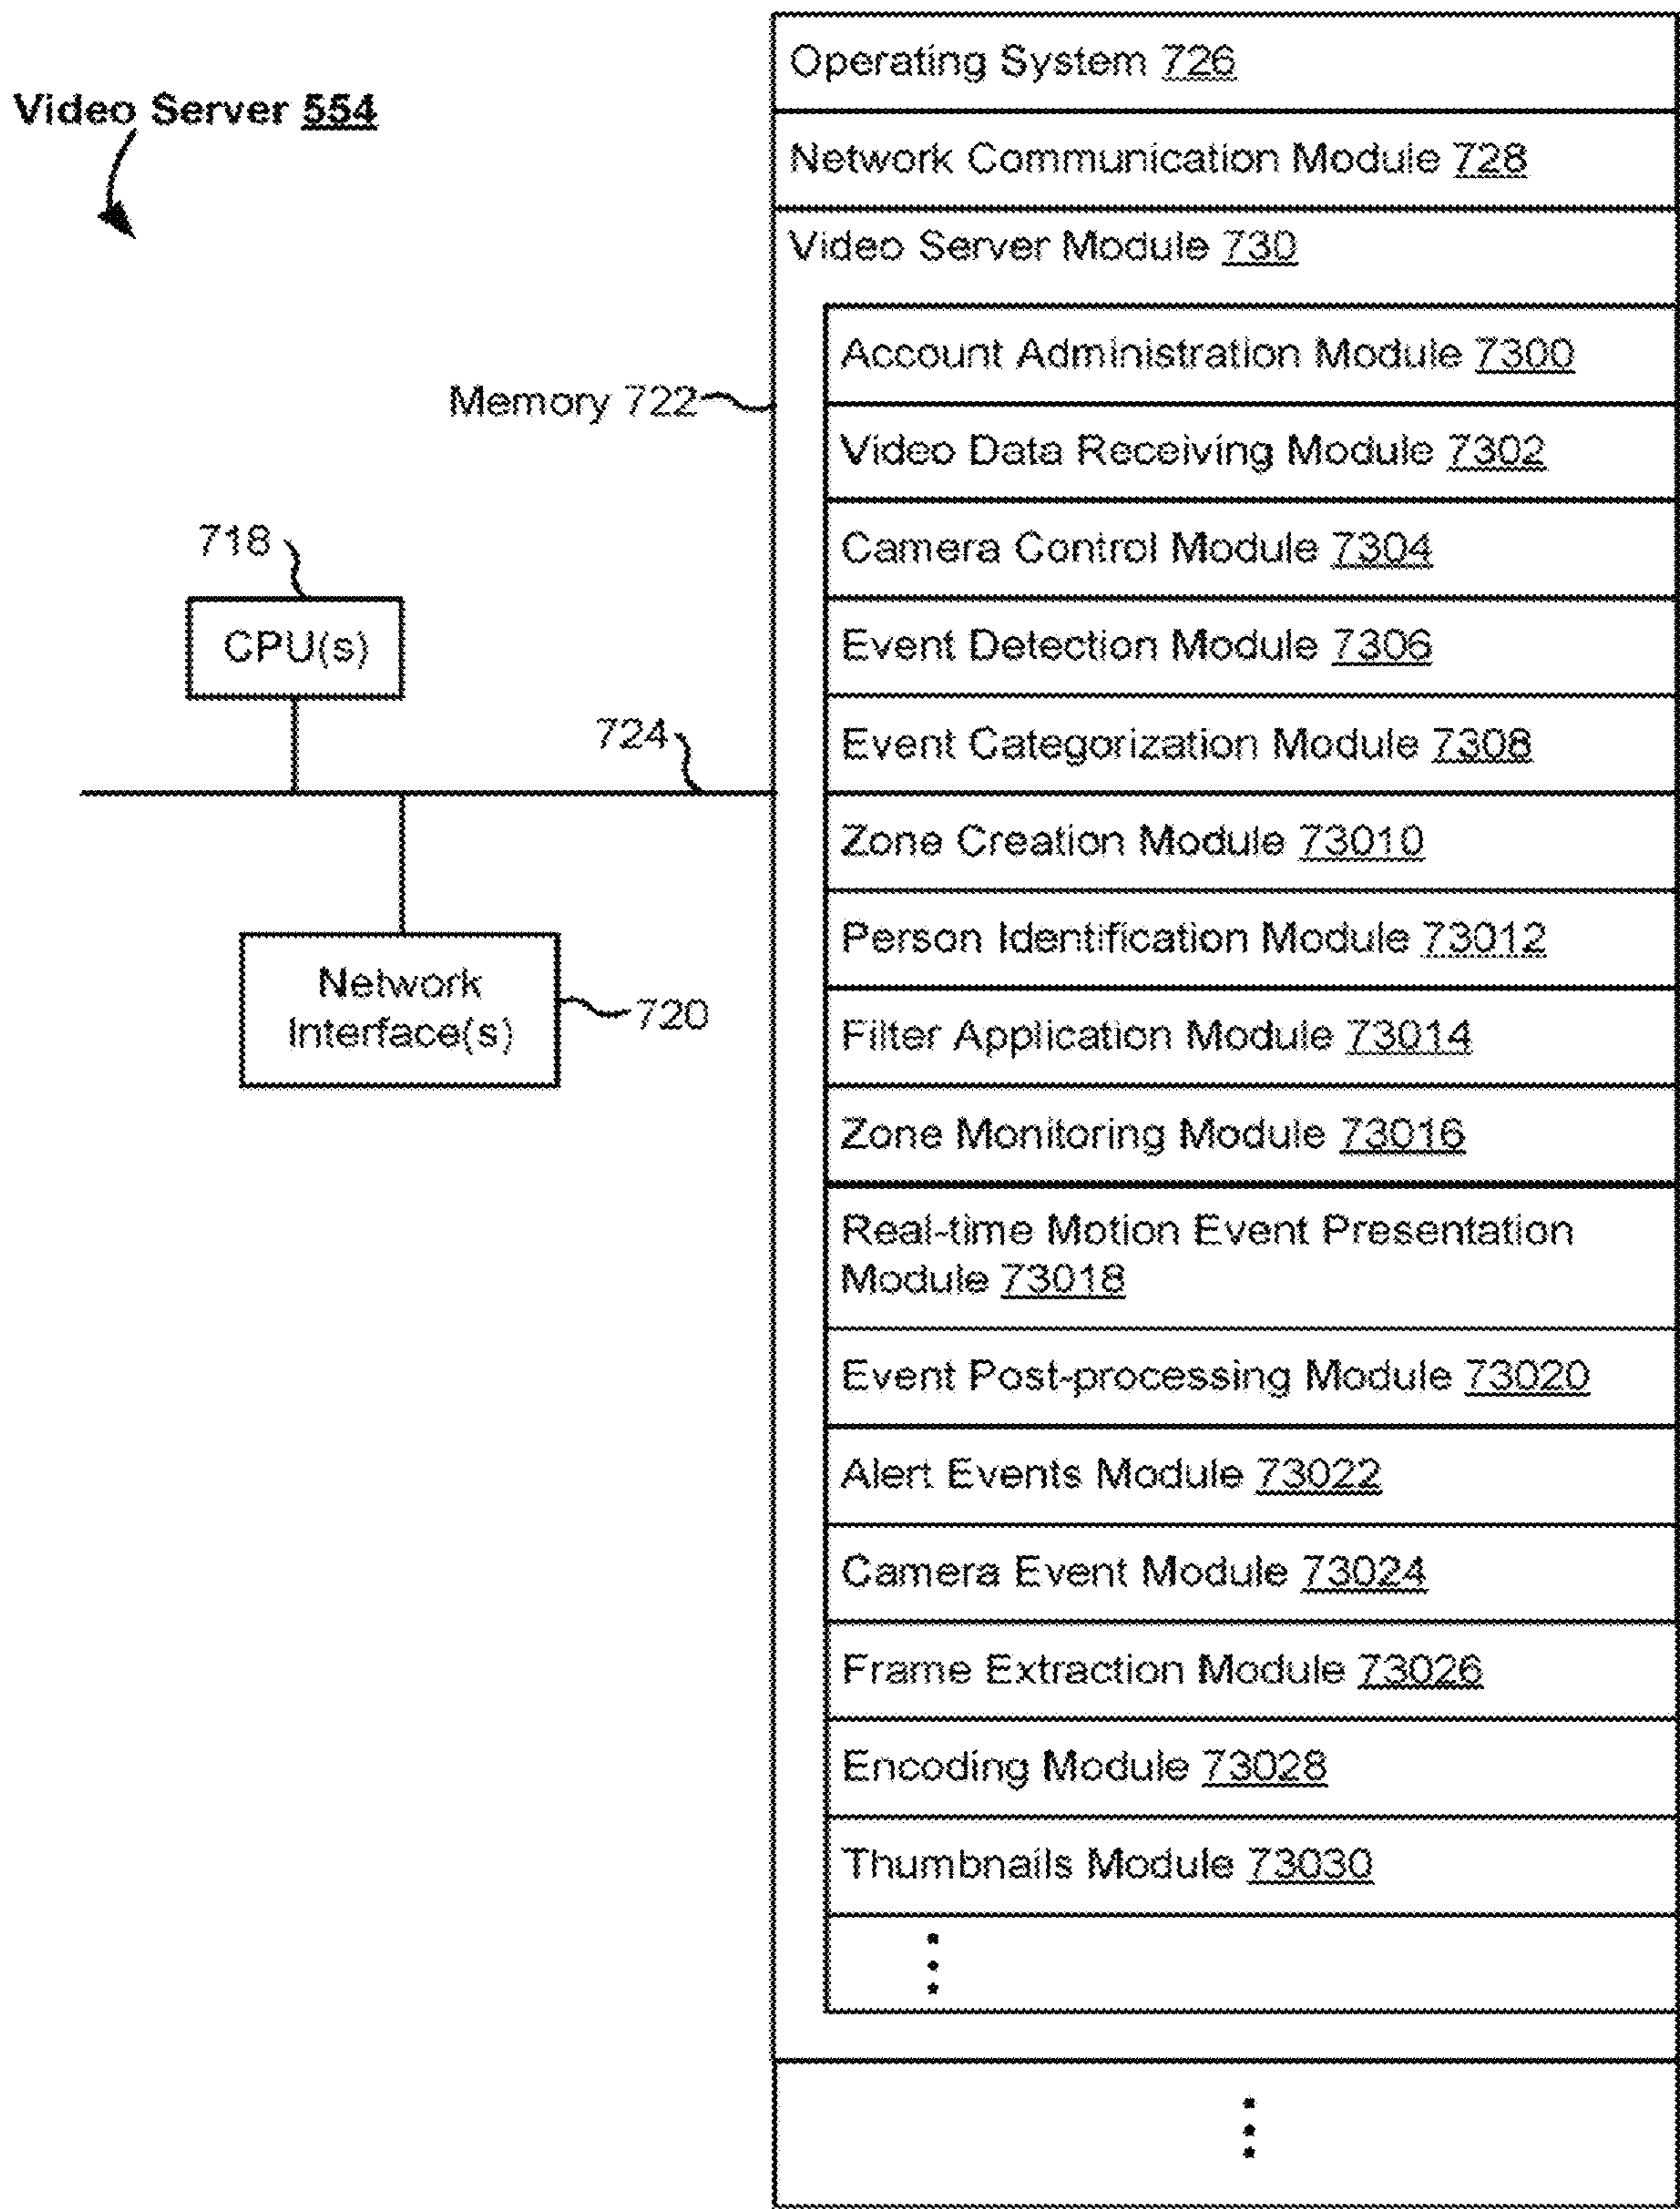 Video Server 554
Operating System 726
Network Communication Module 728
Video Server Module 730
Account Administration Module 7300
Memory 722
Video Data Receiving Module 7302
718
Camera Control Module 7304
CPU(s)
Event Detection Module 7306
724
Event Categorization Module 7308
Zone Creation Module 73010
Person Identification Module 73012
Network
Interface(s)
720
Filter Application Module 73014
Zone Monitoring Module 73016
Real-time Motion Event Presentation
Module 73018
Event Post-processing Module 73020
Alert Events Module 73022
Camera Event Module 73024
Frame Extraction Module 73026
Encoding Module 73028
Thumbnails Module 73030